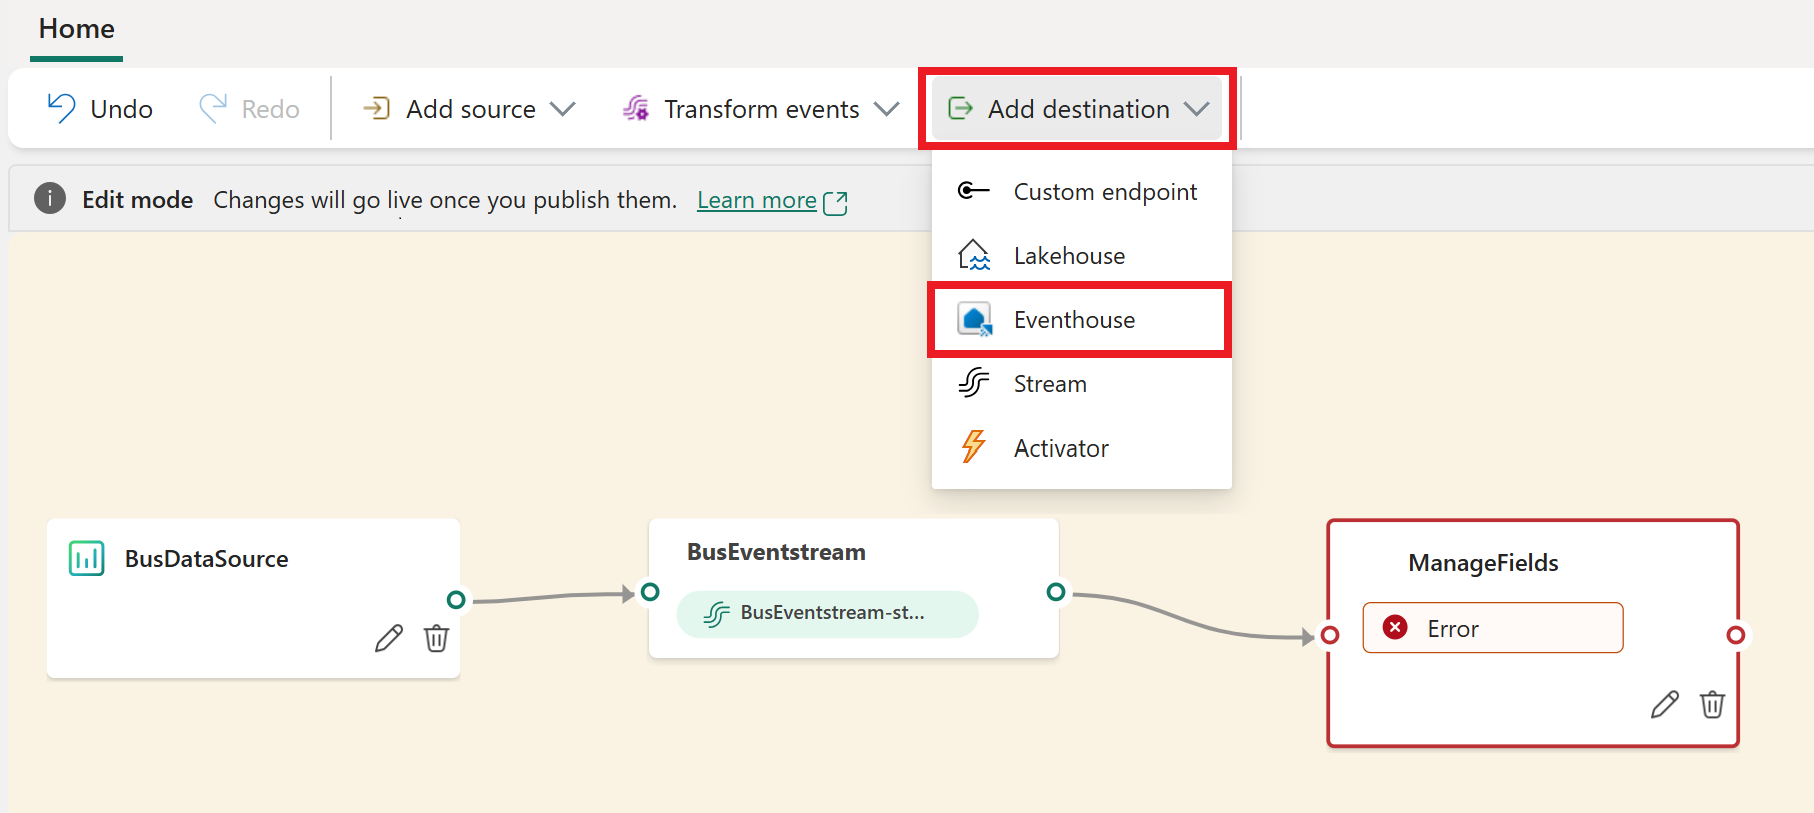 Home
Undo
Redo
Add source
Transform events
Add destination
Edit mode Changes will go live once you publish them. Learn more
Custom endpoint
Lakehouse
Eventhouse
Stream
Activator
BusDataSource
BusEventstream
BusEventstream-st...
ManageFields
Error